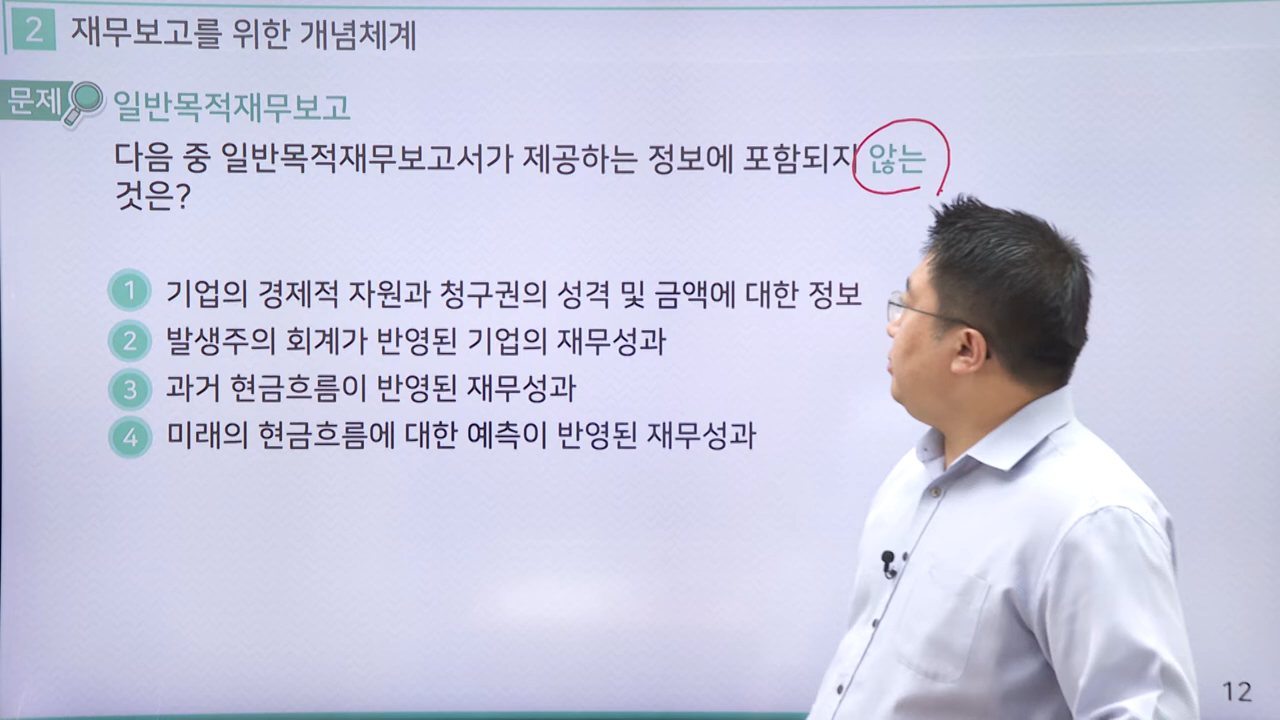 2 재무보고를 위한 개념체계
문제 일반목적재무보고
다음 중 일반목적재무보고서가 제공하는 정보에 포함되지 않는
것은?
1 기업의 경제적 자원과 청구권의 성격 및 금액에 대한 정보
2 발생주의 회계가 반영된 기업의 재무성과
3 과거 현금흐름이 반영된 재무성과
4 미래의 현금흐름에 대한 예측이 반영된 재무성과
12